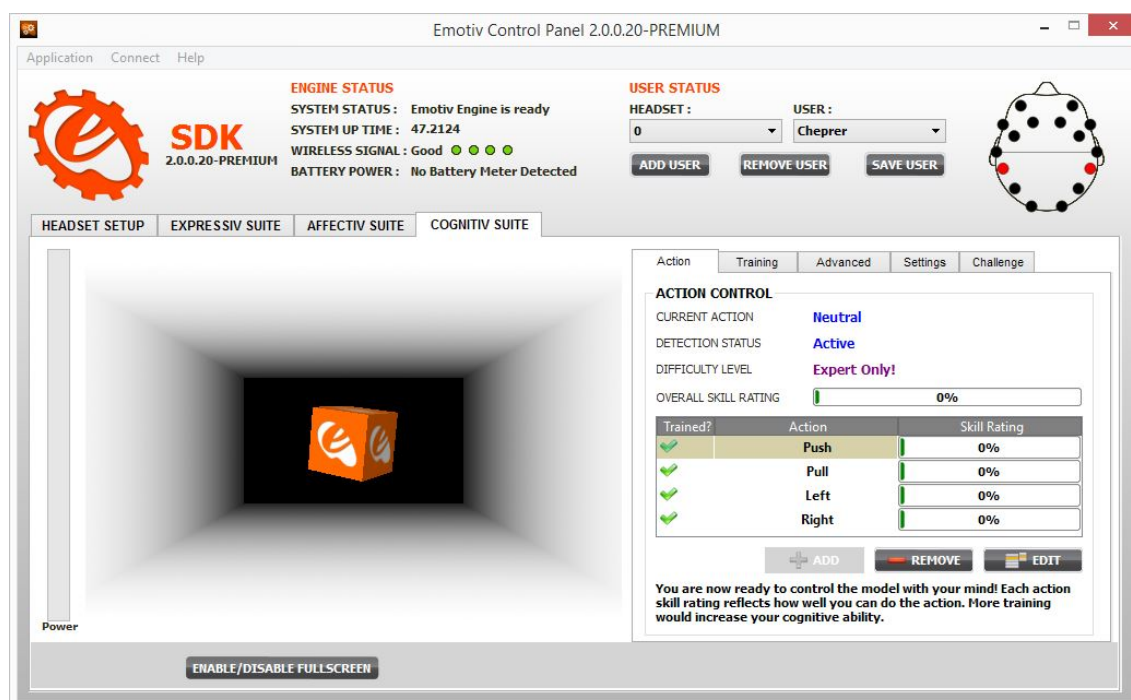 Emotiv Control Panel 2.0.0.20-PREMIUM
Application Connect Help
SDK
2.0.0.20-PREMIUM
ENGINE STATUS
SYSTEM STATUS : Emotiv Engine is ready
SYSTEM UP TIME : 47.2124
WIRELESS SIGNAL : Good
BATTERY POWER : No Battery Meter Detected
USER STATUS
HEADSET : USER :
0 Cheprer
ADD USER REMOVE USER SAVE USER
HEADSET SETUP EXPRESSIV SUITE AFFECTIV SUITE COGNITIV SUITE
Power
ENABLE/DISABLE FULLSCREEN
Action Training Advanced Settings Challenge
ACTION CONTROL
CURRENT ACTION Neutral
DETECTION STATUS Active
DIFFICULTY LEVEL Expert Only!
OVERALL SKILL RATING 0%
Trained? Action Skill Rating
Push 0%
Pull 0%
Left 0%
Right 0%
ADD REMOVE EDIT
You are now ready to control the model with your mind! Each action
skill rating reflects how well you can do the action. More training
would increase your cognitive ability.